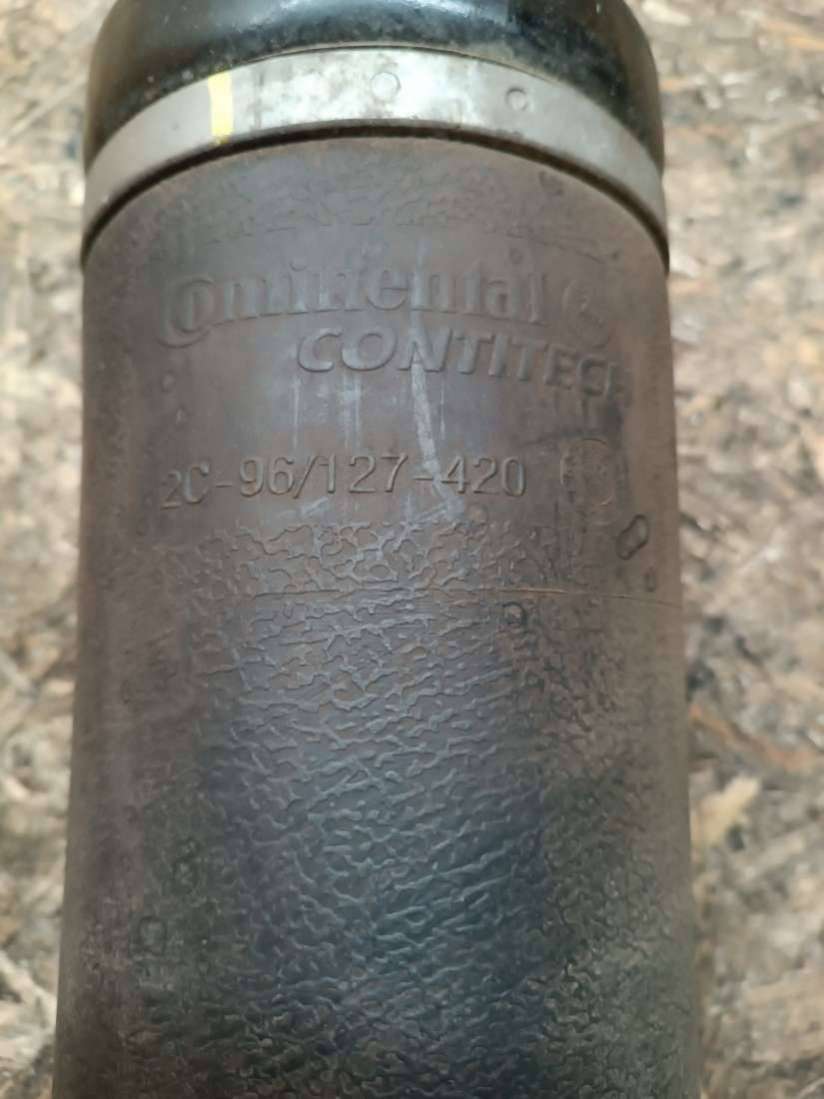 Continental ®
CONTITECH
2C-96/127-420